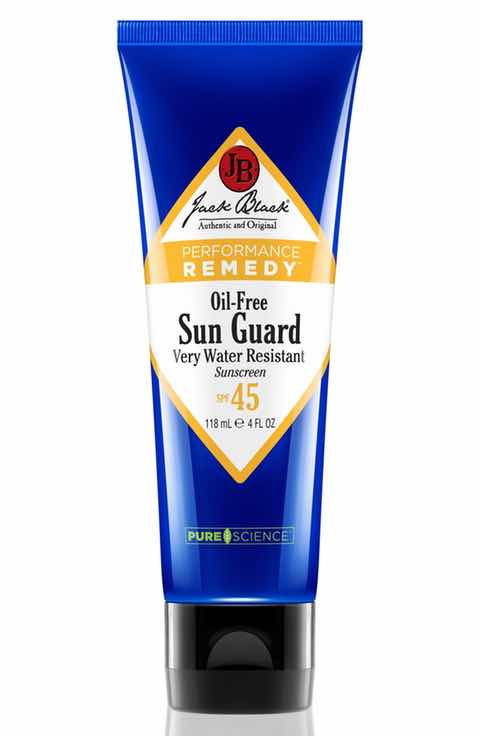 JB
Jack Black®
Authentic and Original
PERFORMANCE
REMEDY™
Oil-Free
Sun Guard
Very Water Resistant
Sunscreen
SPF 45
118 mL ℮ 4 FL OZ
PURE SCIENCE